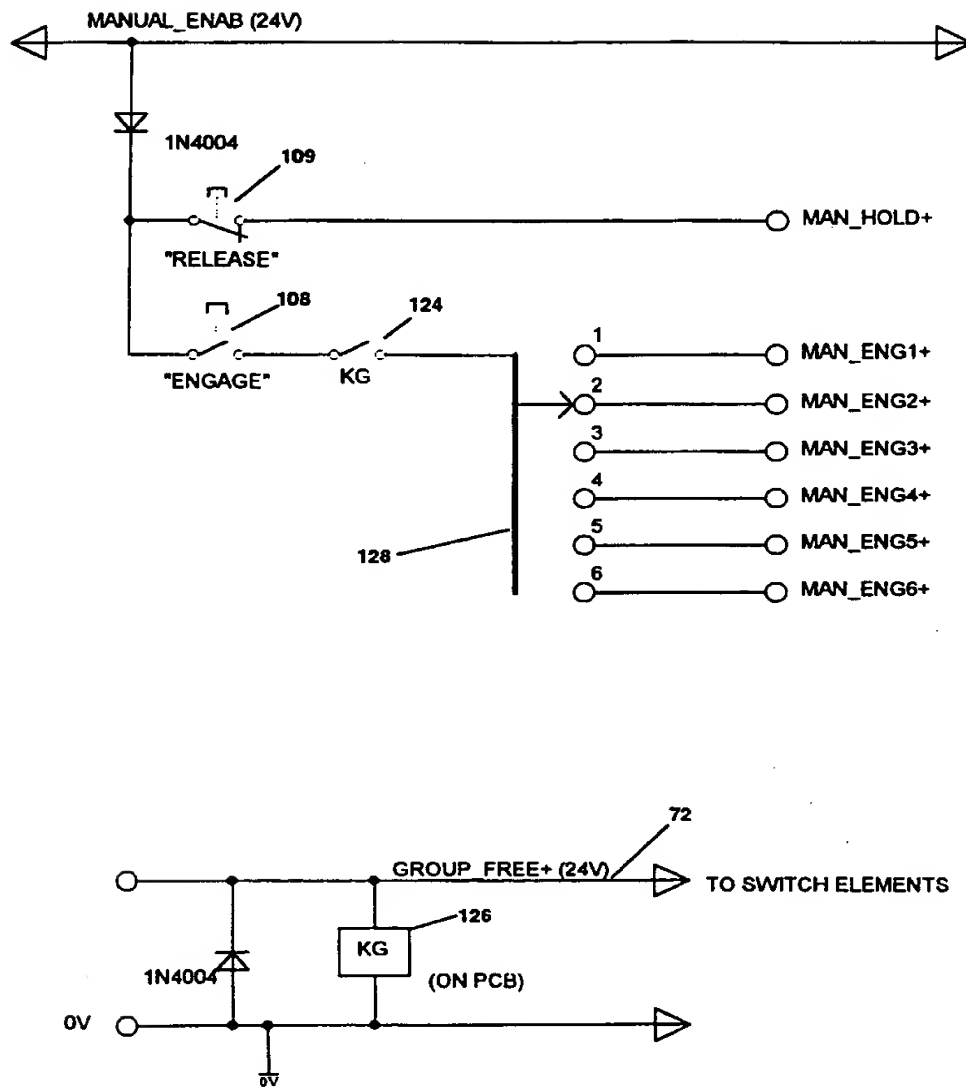 MANUAL_ENAB (24V)
1N4004
109
MAN_HOLD+
"RELEASE"
108
124
"ENGAGE"
KG
1
MAN_ENG1+
2
MAN_ENG2+
3
MAN_ENG3+
4
MAN_ENG4+
5
MAN_ENG5+
128
6
MAN_ENG6+
72
GROUP_FREE+ (24V)
TO SWITCH ELEMENTS
126
KG
1N4004
(ON PCB)
0V
0V